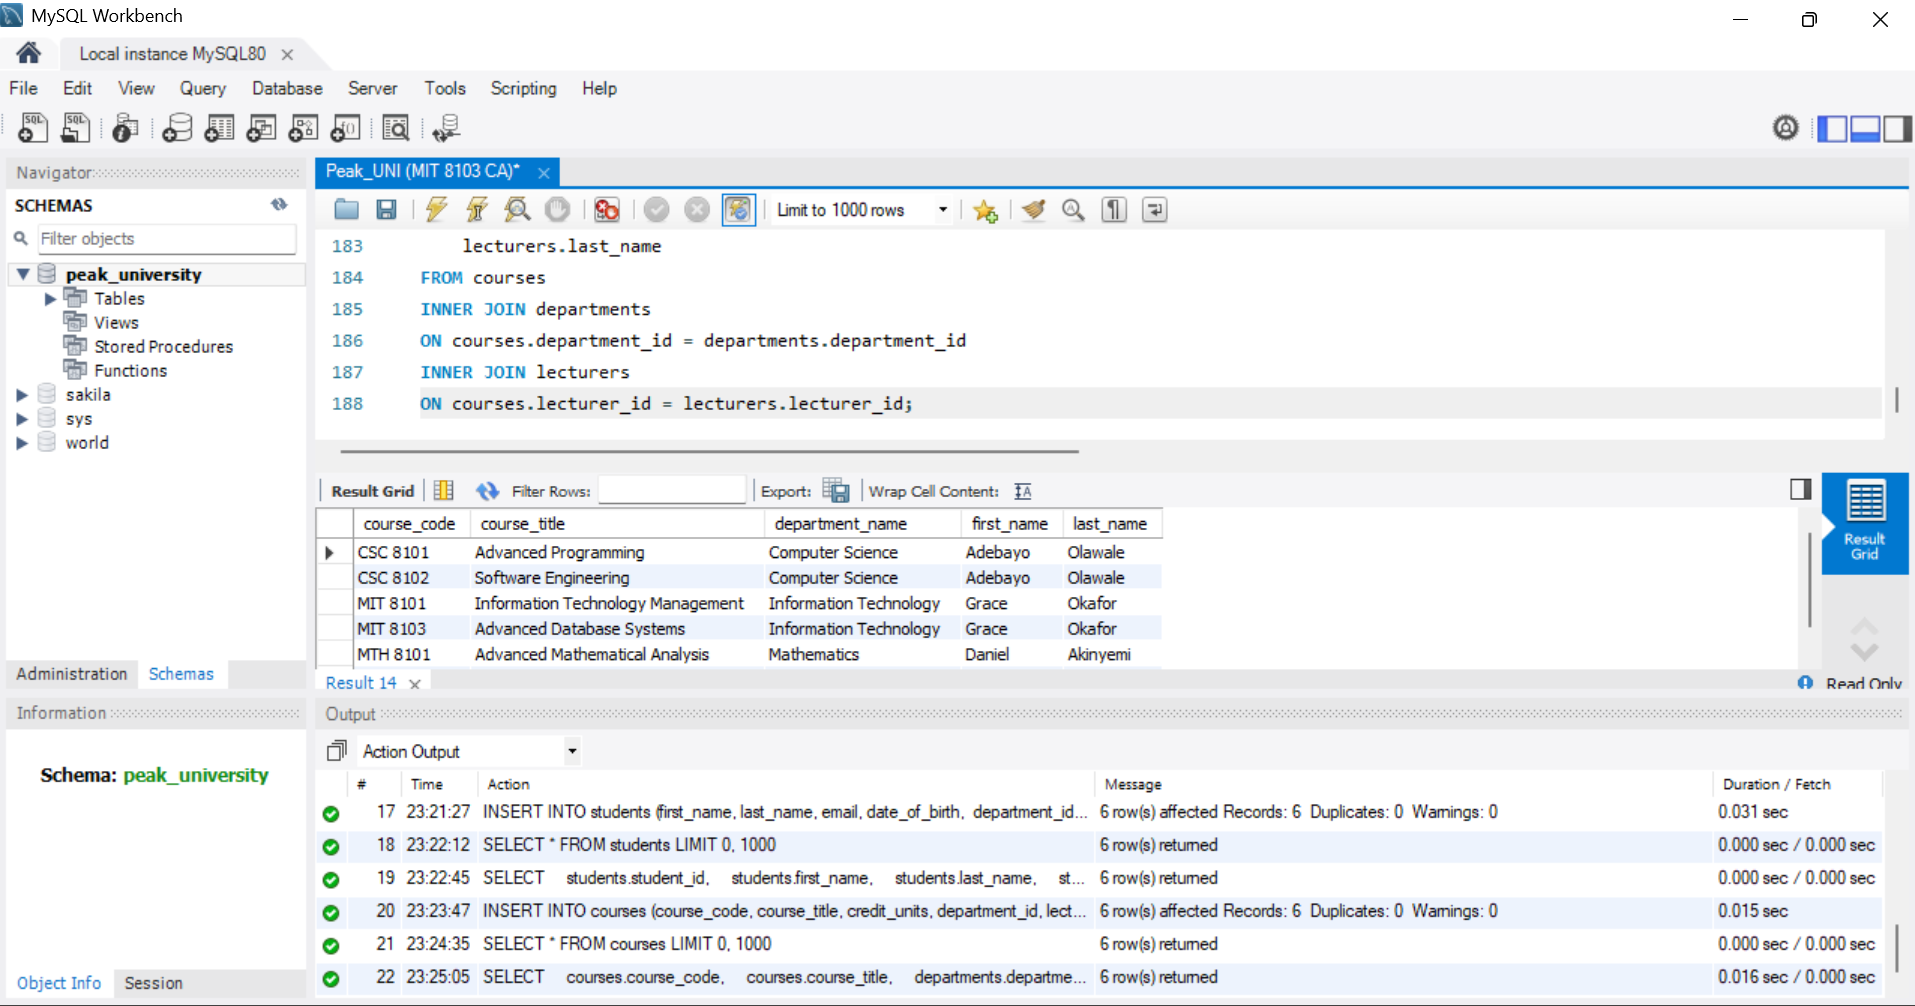 MySQL Workbench
Local instance MySQL80
File Edit View Query Database Server Tools Scripting Help
Navigator
SCHEMAS
Filter objects
peak_university
Tables
Views
Stored Procedures
Functions
sakila
sys
world
Administration Schemas
Information
Schema: peak_university
Object Info Session
Peak_UNI (MIT 8103 CA)*
Limit to 1000 rows
183 lecturers.last_name
184 FROM courses
185 INNER JOIN departments
186 ON courses.department_id = departments.department_id
187 INNER JOIN lecturers
188 ON courses.lecturer_id = lecturers.lecturer_id;
Result Grid Filter Rows: Export: Wrap Cell Content:
course_code course_title department_name first_name last_name
CSC 8101 Advanced Programming Computer Science Adebayo Olawale
CSC 8102 Software Engineering Computer Science Adebayo Olawale
MIT 8101 Information Technology Management Information Technology Grace Okafor
MIT 8103 Advanced Database Systems Information Technology Grace Okafor
MTH 8101 Advanced Mathematical Analysis Mathematics Daniel Akinyemi
Result
Grid
Result 14
Read Only
Output
Action Output
# Time Action Message Duration / Fetch
17 23:21:27 INSERT INTO students (first_name, last_name, email, date_of_birth, department_id... 6 row(s) affected Records: 6 Duplicates: 0 Warnings: 0 0.031 sec
18 23:22:12 SELECT * FROM students LIMIT 0, 1000 6 row(s) returned 0.000 sec / 0.000 sec
19 23:22:45 SELECT students.student_id, students.first_name, students.last_name, st... 6 row(s) returned 0.000 sec / 0.000 sec
20 23:23:47 INSERT INTO courses (course_code, course_title, credit_units, department_id, lect... 6 row(s) affected Records: 6 Duplicates: 0 Warnings: 0 0.015 sec
21 23:24:35 SELECT * FROM courses LIMIT 0, 1000 6 row(s) returned 0.000 sec / 0.000 sec
22 23:25:05 SELECT courses.course_code, courses.course_title, departments.departme... 6 row(s) returned 0.016 sec / 0.000 sec